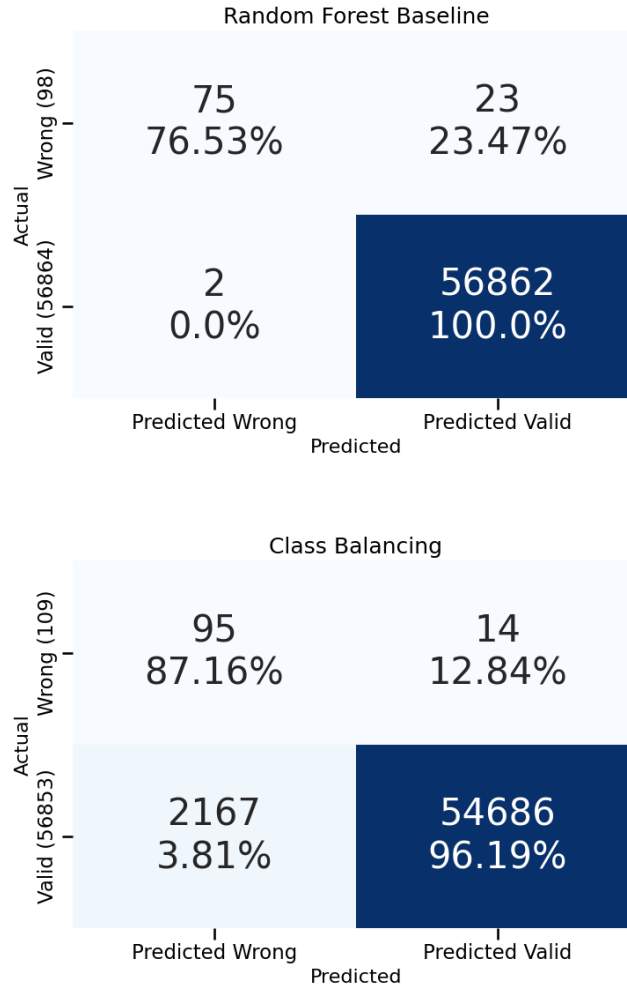 Random Forest Baseline
Actual
Wrong (98)
75
76.53%
23
23.47%
Valid (56864)
2
0.0%
56862
100.0%
Predicted Wrong
Predicted Valid
Predicted
Class Balancing
Actual
Wrong (109)
95
87.16%
14
12.84%
Valid (56853)
2167
3.81%
54686
96.19%
Predicted Wrong
Predicted Valid
Predicted